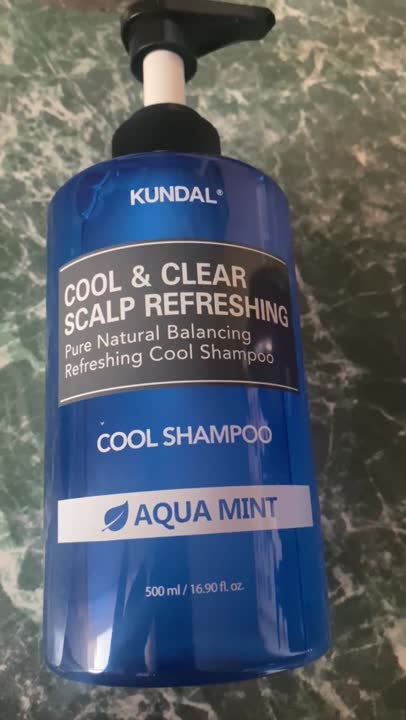 KUNDAL®
COOL & CLEAR
SCALP REFRESHING
Pure Natural Balancing
Refreshing Cool Shampoo
COOL SHAMPOO
AQUA MINT
500 ml / 16.90 fl. oz.